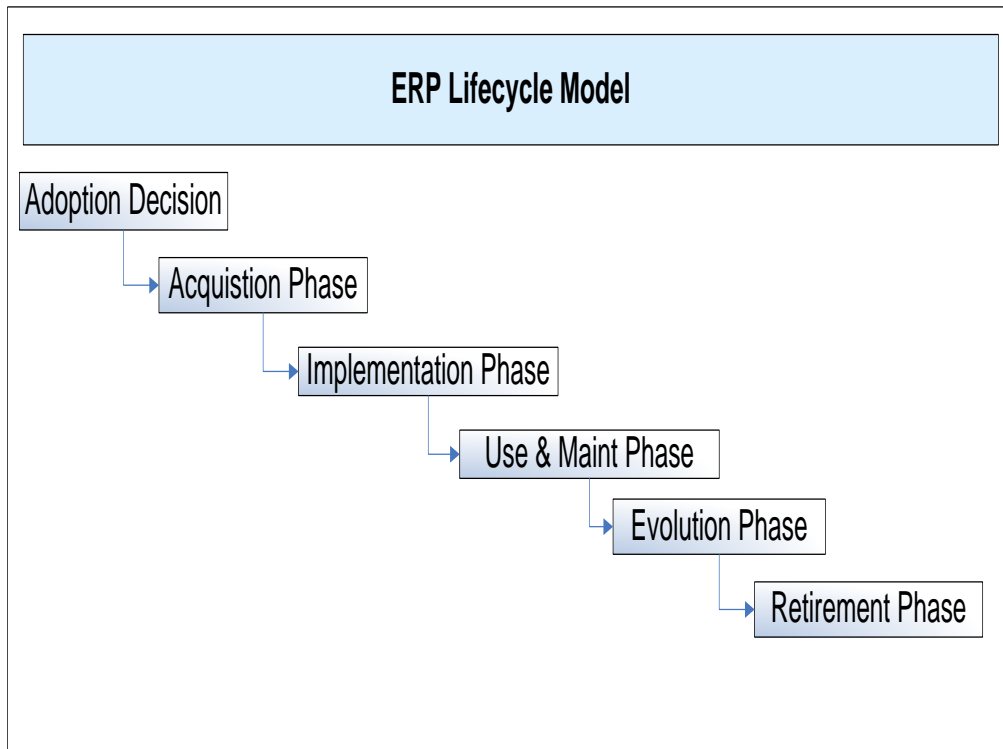 ERP Lifecycle Model
Adoption Decision
Acquistion Phase
Implementation Phase
Use & Maint Phase
Evolution Phase
Retirement Phase